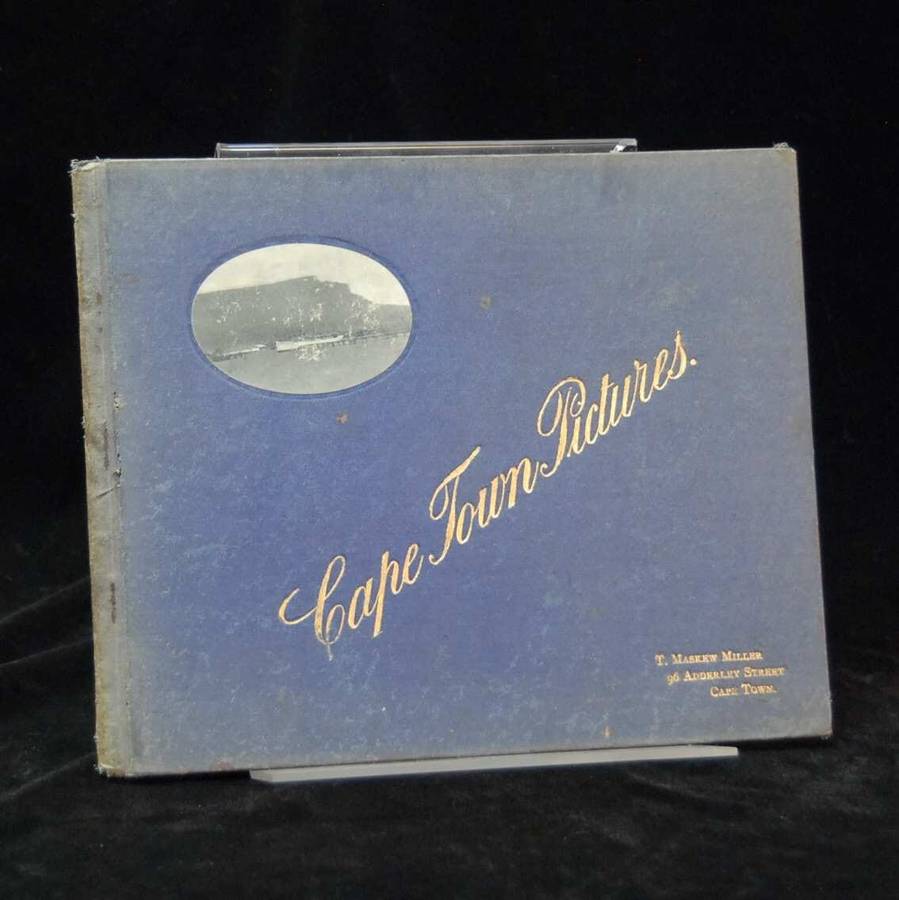 Cape Town Pictures.
T. MASKEW MILLER
96 ADDERLEY STREET
CAPE TOWN.